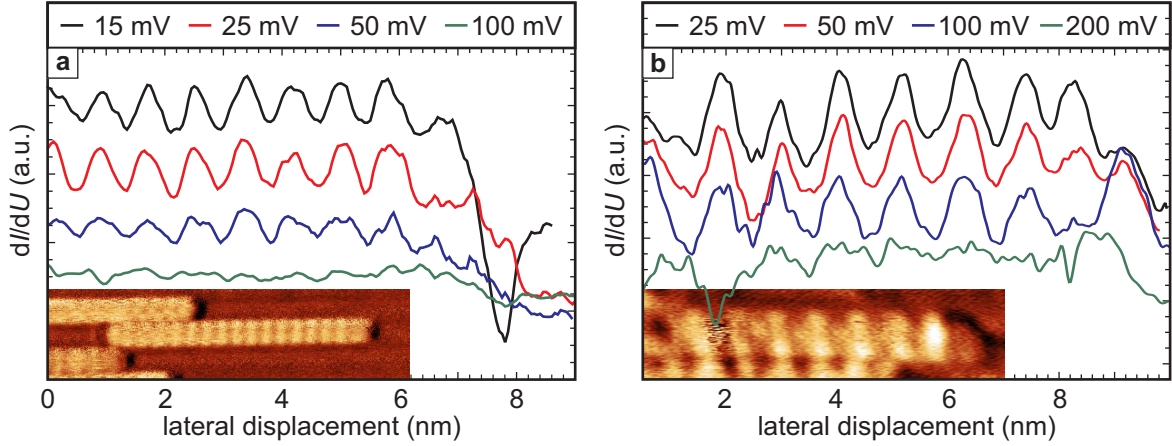 15 mV 25 mV 50 mV 100 mV
a
dI/dU (a.u.)
0 2 4 6 8
lateral displacement (nm)
25 mV 50 mV 100 mV 200 mV
b
dI/dU (a.u.)
2 4 6 8
lateral displacement (nm)